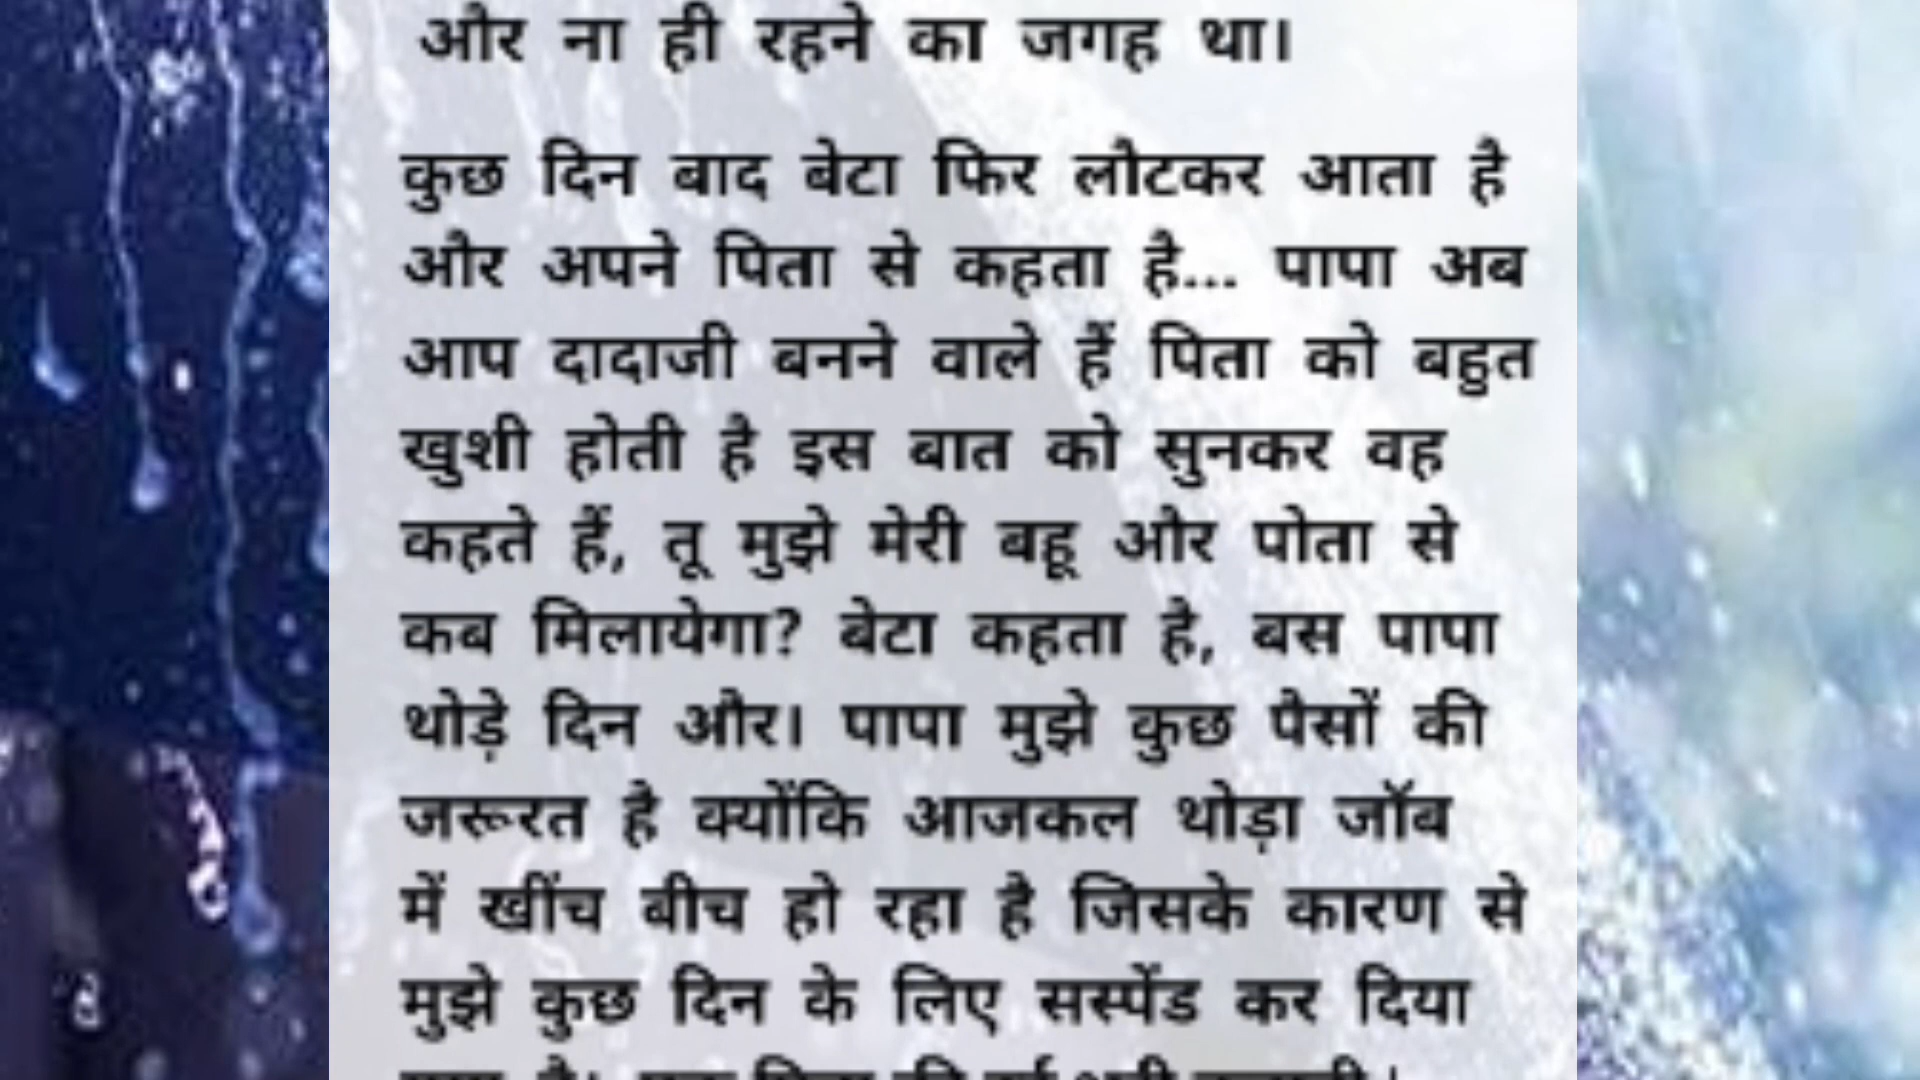 और ना ही रहने का जगह था।
कुछ दिन बाद बेटा फिर लौटकर आता है
और अपने पिता से कहता है... पापा अब
आप दादाजी बनने वाले हैं पिता को बहुत
खुशी होती है इस बात को सुनकर वह
कहते हैं, तू मुझे मेरी बहू और पोता से
कब मिलायेगा? बेटा कहता है, बस पापा
थोड़े दिन और। पापा मुझे कुछ पैसों की
जरूरत है क्योंकि आजकल थोड़ा जॉब
में खींच बीच हो रहा है जिसके कारण से
मुझे कुछ दिन के लिए सस्पेंड कर दिया